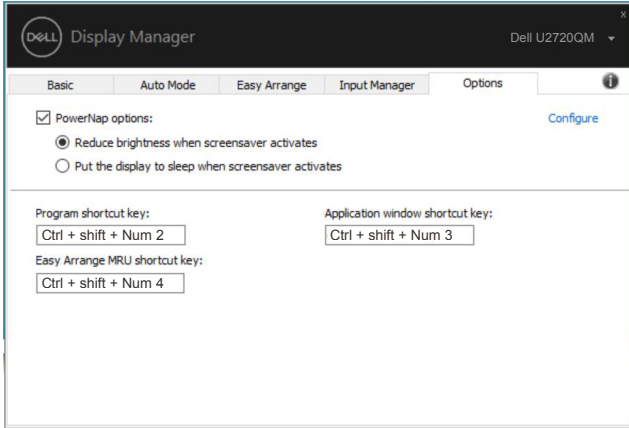 x
DELL Display Manager Dell U2720QM
Basic Auto Mode Easy Arrange Input Manager Options
PowerNap options: Configure
Reduce brightness when screensaver activates
Put the display to sleep when screensaver activates
Program shortcut key: Application window shortcut key:
Ctrl + shift + Num 2 Ctrl + shift + Num 3
Easy Arrange MRU shortcut key:
Ctrl + shift + Num 4